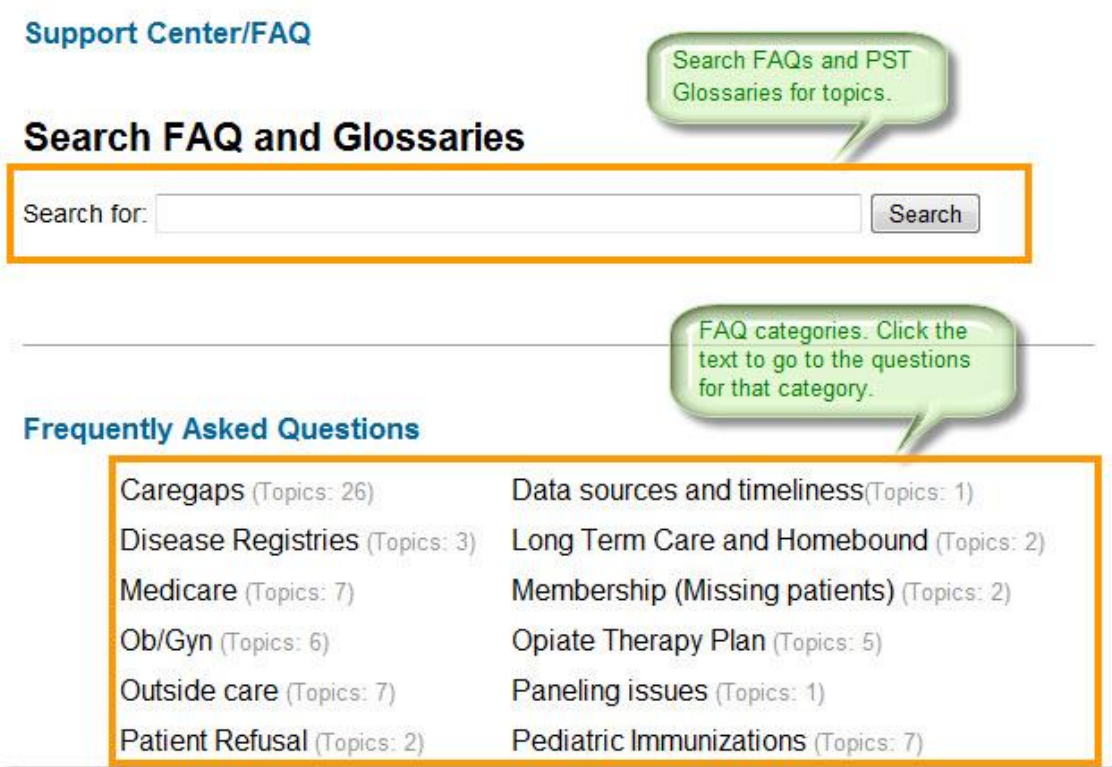 Support Center/FAQ
Search FAQs and PST
Glossaries for topics.
Search FAQ and Glossaries
Search for:
Search
FAQ categories. Click the
text to go to the questions
for that category.
Frequently Asked Questions
Caregaps (Topics: 26)
Data sources and timeliness(Topics: 1)
Disease Registries (Topics: 3)
Long Term Care and Homebound (Topics: 2)
Medicare (Topics: 7)
Membership (Missing patients) (Topics: 2)
Ob/Gyn (Topics: 6)
Opiate Therapy Plan (Topics: 5)
Outside care (Topics: 7)
Paneling issues (Topics: 1)
Patient Refusal (Topics: 2)
Pediatric Immunizations (Topics: 7)